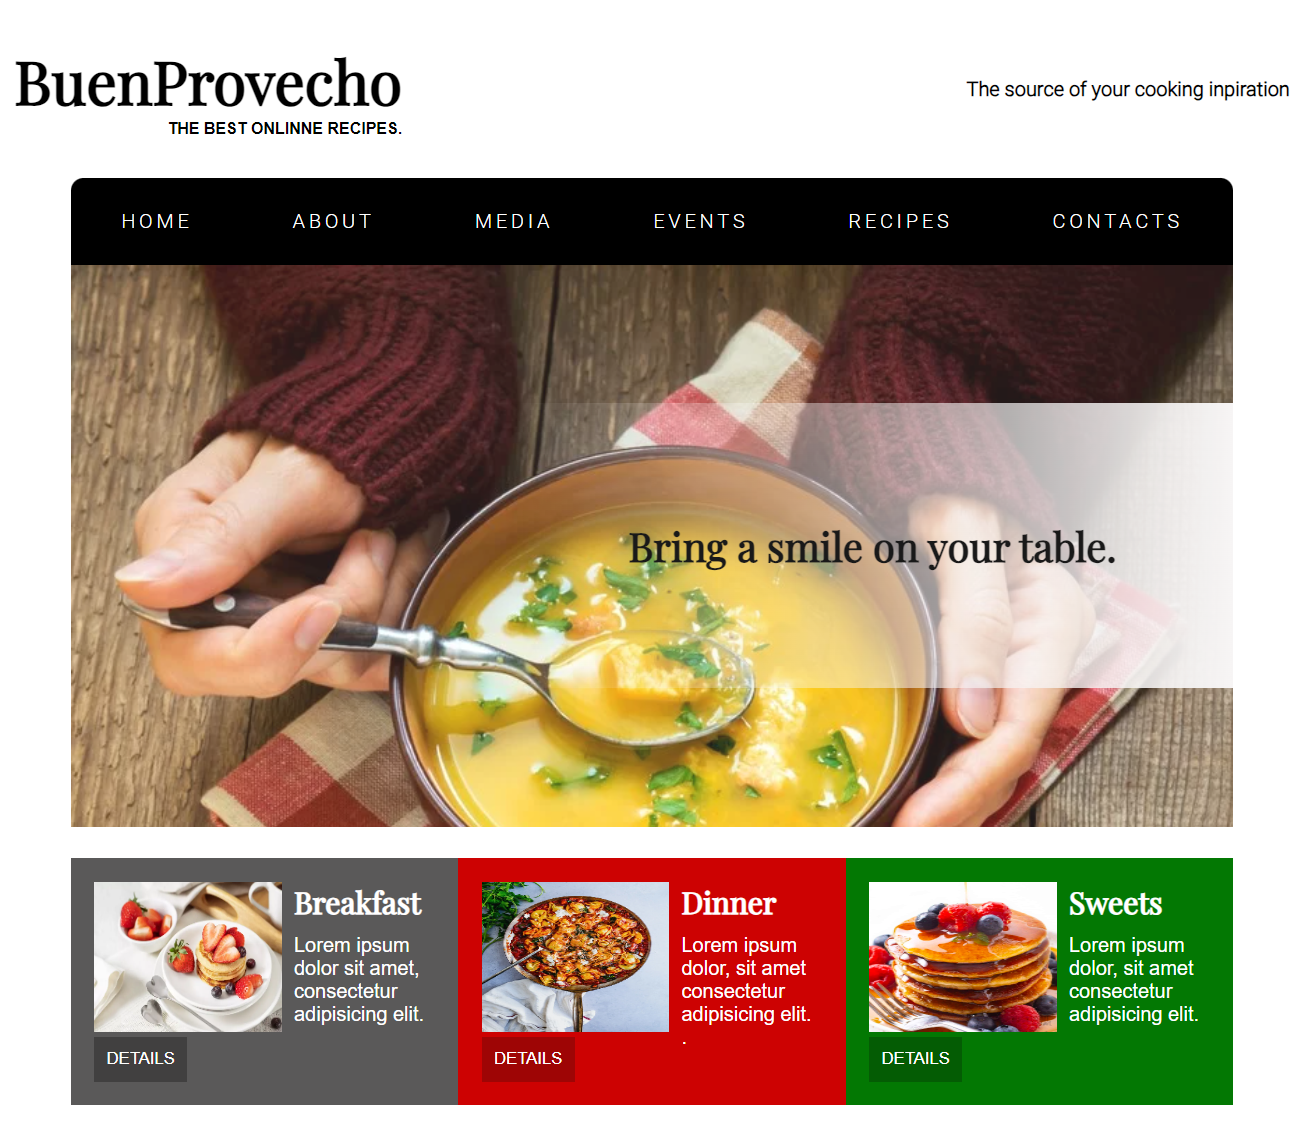 BuenProvecho
THE BEST ONLINNE RECIPES.
The source of your cooking inpiration
HOME ABOUT MEDIA EVENTS RECIPES CONTACTS
Bring a smile on your table.
Breakfast
Lorem ipsum
dolor sit amet,
consectetur
adipisicing elit.
DETAILS
Dinner
Lorem ipsum
dolor, sit amet
consectetur
adipisicing elit.
.
DETAILS
Sweets
Lorem ipsum
dolor, sit amet
consectetur
adipisicing elit.
DETAILS